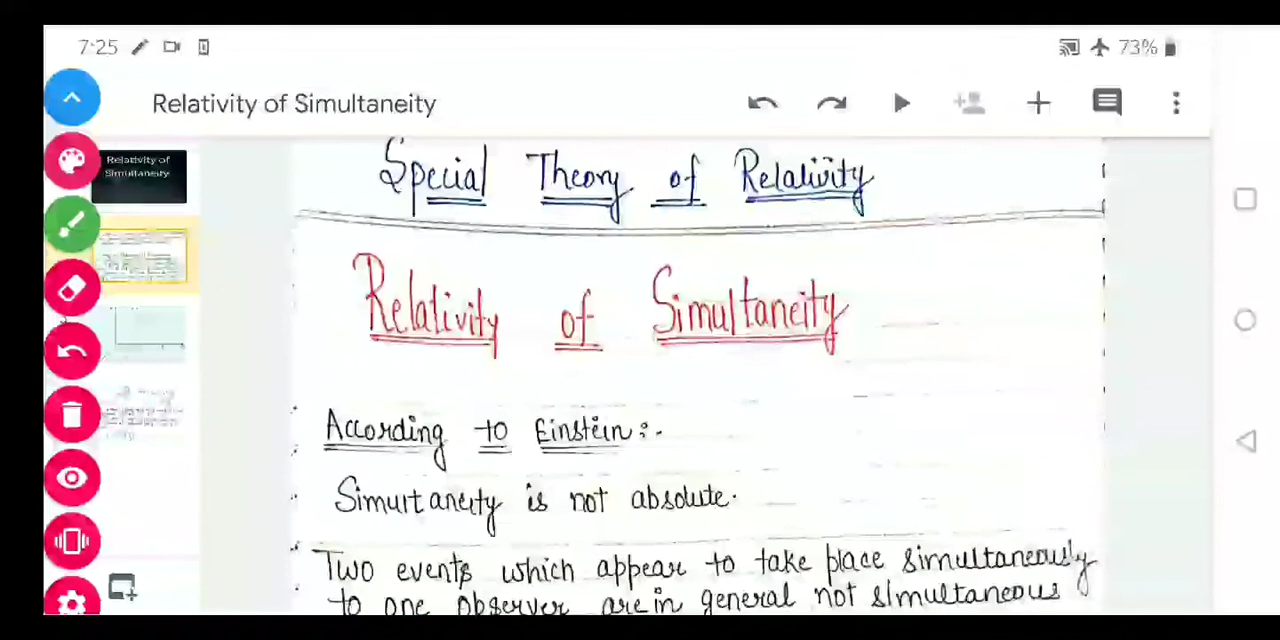 7:25
73%
Relativity of Simultaneity
Relativity of
Simultaneity
Special Theory of Relativity
Relativity of Simultaneity
According to Einstein:-
Simultaneity is not absolute.
Two events which appear to take place simultaneously
to one observer are in general not simultaneous